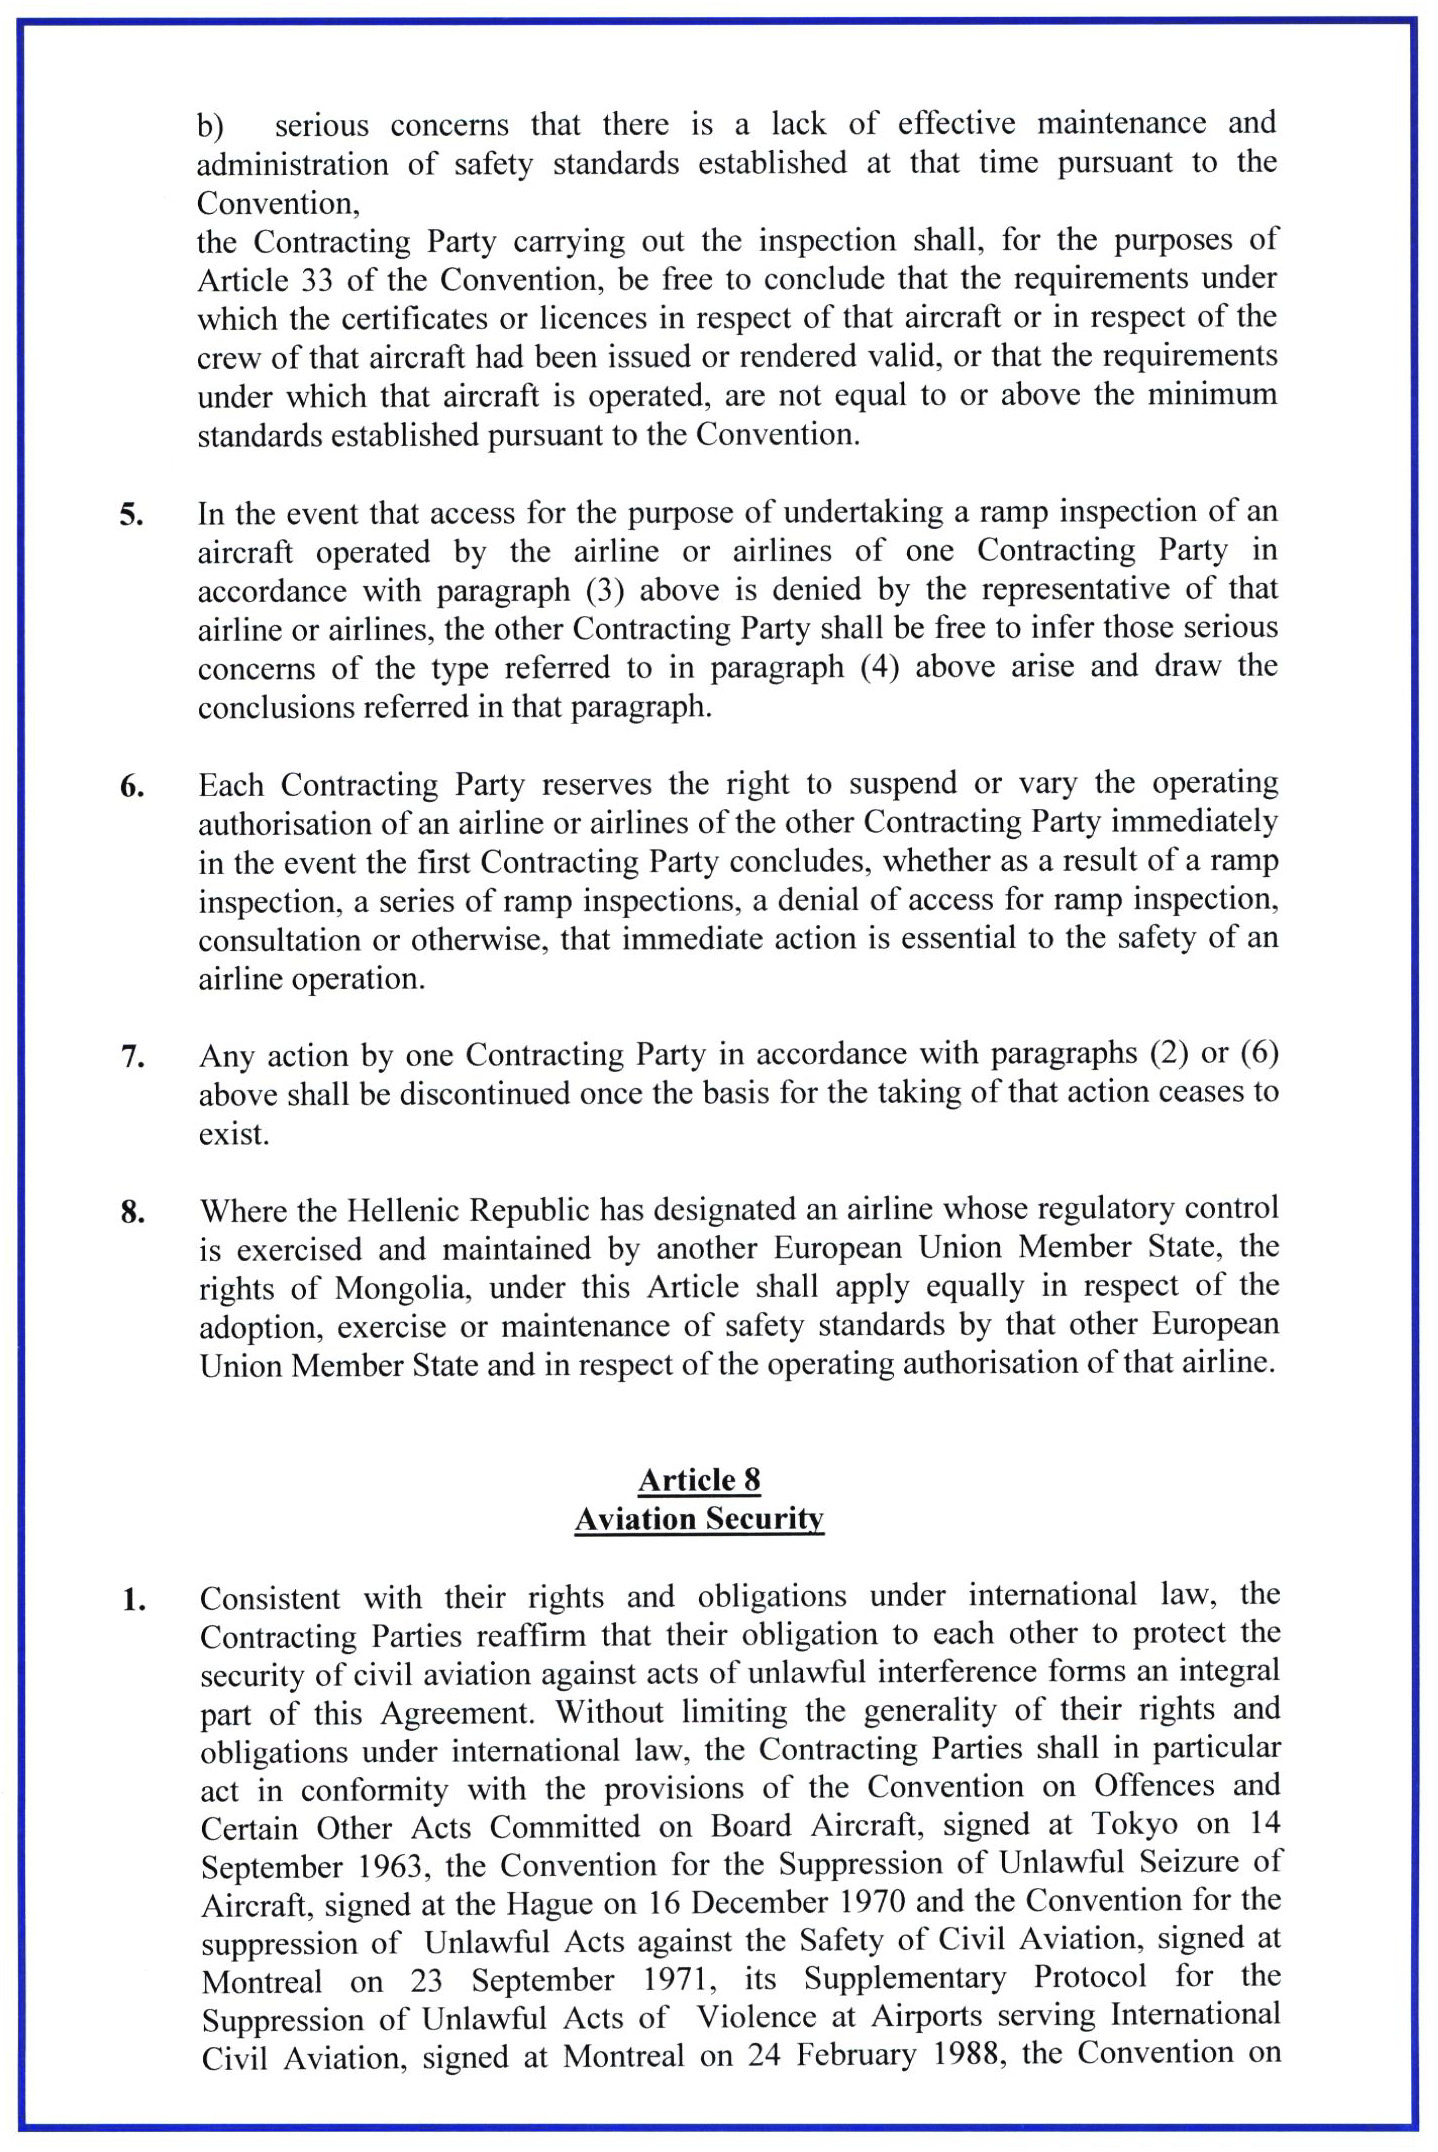 b) serious concerns that there is a lack of effective maintenance and
administration of safety standards established at that time pursuant to the
Convention,
the Contracting Party carrying out the inspection shall, for the purposes of
Article 33 of the Convention, be free to conclude that the requirements under
which the certificates or licences in respect of that aircraft or in respect of the
crew of that aircraft had been issued or rendered valid, or that the requirements
under which that aircraft is operated, are not equal to or above the minimum
standards established pursuant to the Convention.
5. In the event that access for the purpose of undertaking a ramp inspection of an
aircraft operated by the airline or airlines of one Contracting Party in
accordance with paragraph (3) above is denied by the representative of that
airline or airlines, the other Contracting Party shall be free to infer those serious
concerns of the type referred to in paragraph (4) above arise and draw the
conclusions referred in that paragraph.
6. Each Contracting Party reserves the right to suspend or vary the operating
authorisation of an airline or airlines of the other Contracting Party immediately
in the event the first Contracting Party concludes, whether as a result of a ramp
inspection, a series of ramp inspections, a denial of access for ramp inspection,
consultation or otherwise, that immediate action is essential to the safety of an
airline operation.
7. Any action by one Contracting Party in accordance with paragraphs (2) or (6)
above shall be discontinued once the basis for the taking of that action ceases to
exist.
8. Where the Hellenic Republic has designated an airline whose regulatory control
is exercised and maintained by another European Union Member State, the
rights of Mongolia, under this Article shall apply equally in respect of the
adoption, exercise or maintenance of safety standards by that other European
Union Member State and in respect of the operating authorisation of that airline.
Article 8
Aviation Security
1. Consistent with their rights and obligations under international law, the
Contracting Parties reaffirm that their obligation to each other to protect the
security of civil aviation against acts of unlawful interference forms an integral
part of this Agreement. Without limiting the generality of their rights and
obligations under international law, the Contracting Parties shall in particular
act in conformity with the provisions of the Convention on Offences and
Certain Other Acts Committed on Board Aircraft, signed at Tokyo on 14
September 1963, the Convention for the Suppression of Unlawful Seizure of
Aircraft, signed at the Hague on 16 December 1970 and the Convention for the
suppression of Unlawful Acts against the Safety of Civil Aviation, signed at
Montreal on 23 September 1971, its Supplementary Protocol for the
Suppression of Unlawful Acts of Violence at Airports serving International
Civil Aviation, signed at Montreal on 24 February 1988, the Convention on